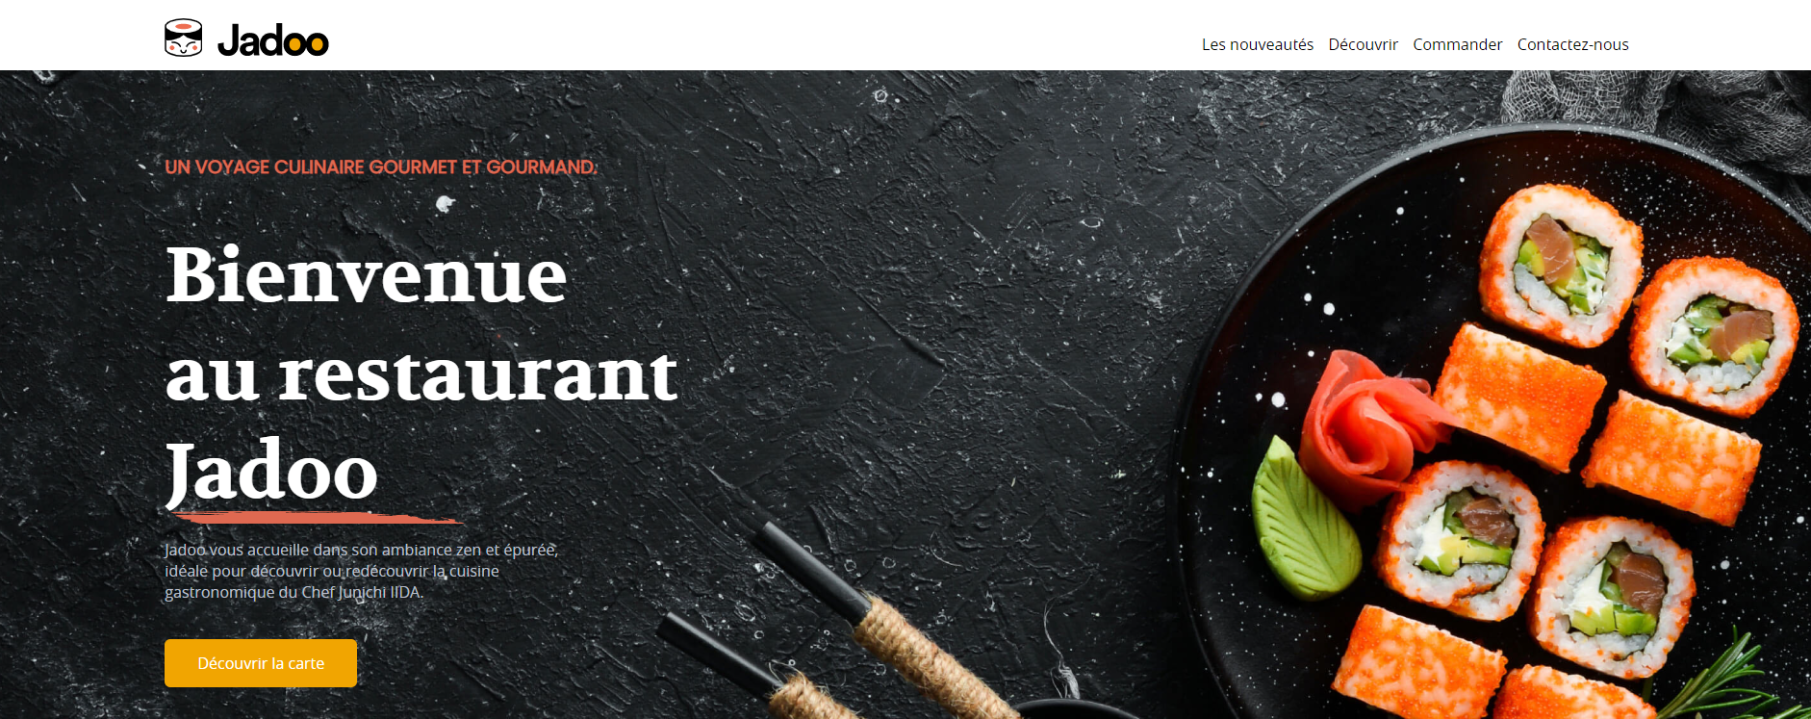 Jadoo
Les nouveautés Découvrir Commander Contactez-nous
UN VOYAGE CULINAIRE GOURMET ET GOURMAND.
Bienvenue
au restaurant
Jadoo
Jadoo vous accueille dans son ambiance zen et épurée,
idéale pour découvrir ou redécouvrir la cuisine
gastronomique du Chef Junichi IIDA.
Découvrir la carte